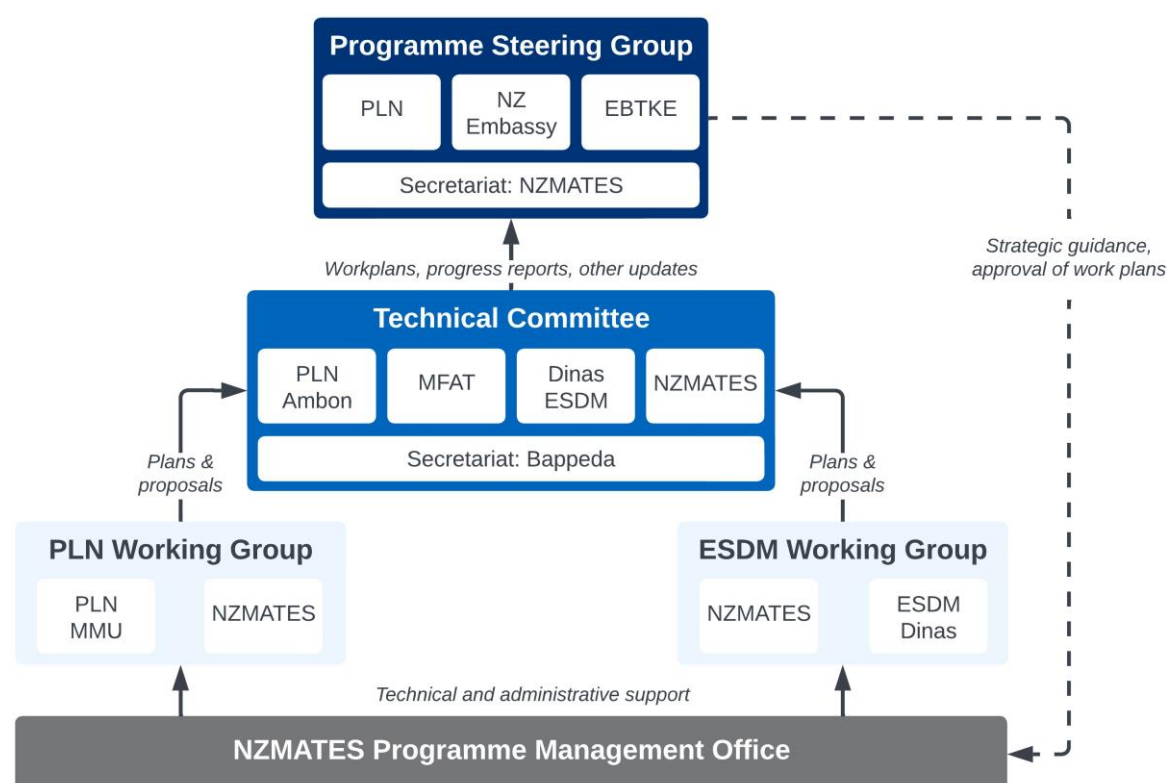 Programme Steering Group
PLN
NZ
Embassy
EBTKE
Secretariat: NZMATES
Strategic guidance,
approval of work plans
Workplans, progress reports, other updates
Technical Committee
PLN
Ambon
MFAT
Dinas
ESDM
NZMATES
Secretariat: Bappeda
Plans &
proposals
Plans &
proposals
PLN Working Group
PLN
MMU
NZMATES
ESDM Working Group
NZMATES
ESDM
Dinas
Technical and administrative support
NZMATES Programme Management Office